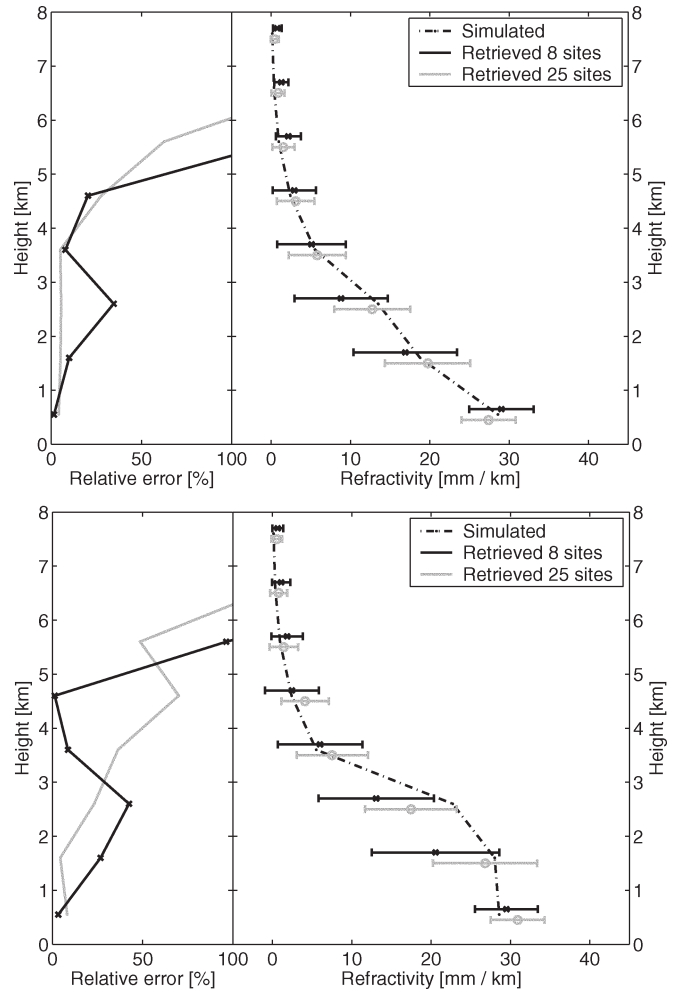 8
7
6
5
4
3
2
1
0
Height [km]
0 50 100
Relative error [%]
Simulated
Retrieved 8 sites
Retrieved 25 sites
0 10 20 30 40
Refractivity [mm / km]
8
7
6
5
4
3
2
1
0
Height [km]
8
7
6
5
4
3
2
1
0
Height [km]
0 50 100
Relative error [%]
Simulated
Retrieved 8 sites
Retrieved 25 sites
0 10 20 30 40
Refractivity [mm / km]
8
7
6
5
4
3
2
1
0
Height [km]